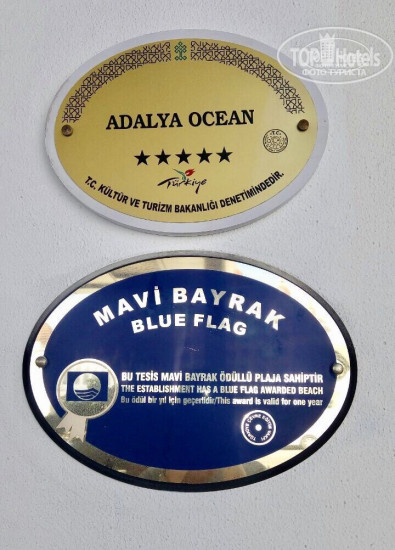 TOPHotels
ФОТО-ТУРИСТА
ADALYA OCEAN
★★★★★
Türkiye
T.C. KÜLTÜR VE TURİZM BAKANLIĞI DENETİMİNDEDİR.
MAVİ BAYRAK
BLUE FLAG
BU TESİS MAVİ BAYRAK ÖDÜLLÜ PLAJA SAHİPTİR
THE ESTABLISHMENT HAS A BLUE FLAG AWARDED BEACH
Bu ödül bir yıl için geçerlidir/This award is valid for one year